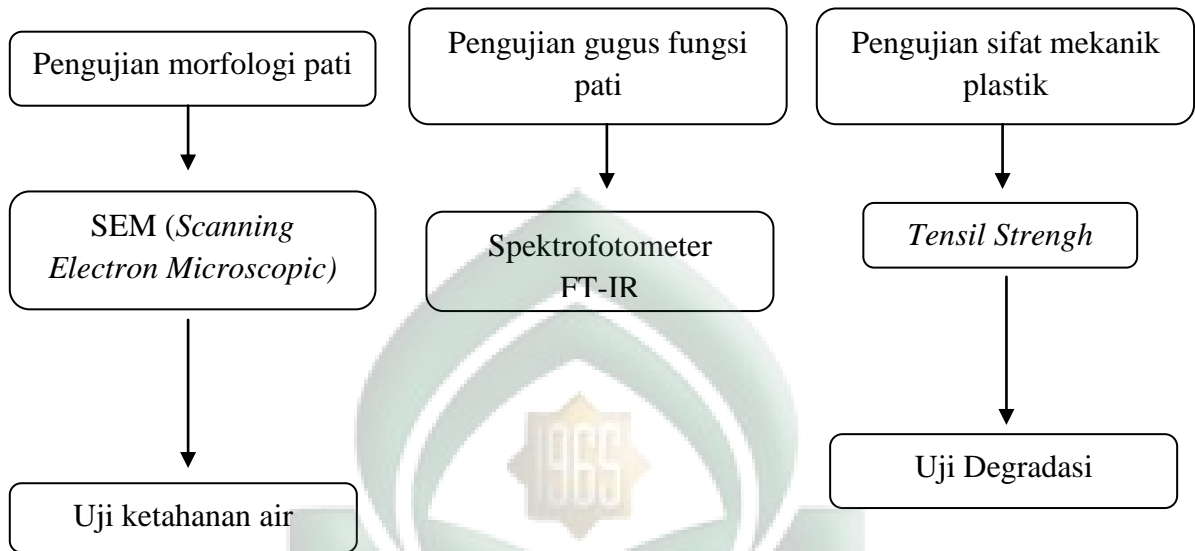 Pengujian morfologi pati
SEM (Scanning
Electron Microscopic)
Uji ketahanan air
Pengujian gugus fungsi
pati
Spektrofotometer
FT-IR
1965
Pengujian sifat mekanik
plastik
Tensil Strengh
Uji Degradasi